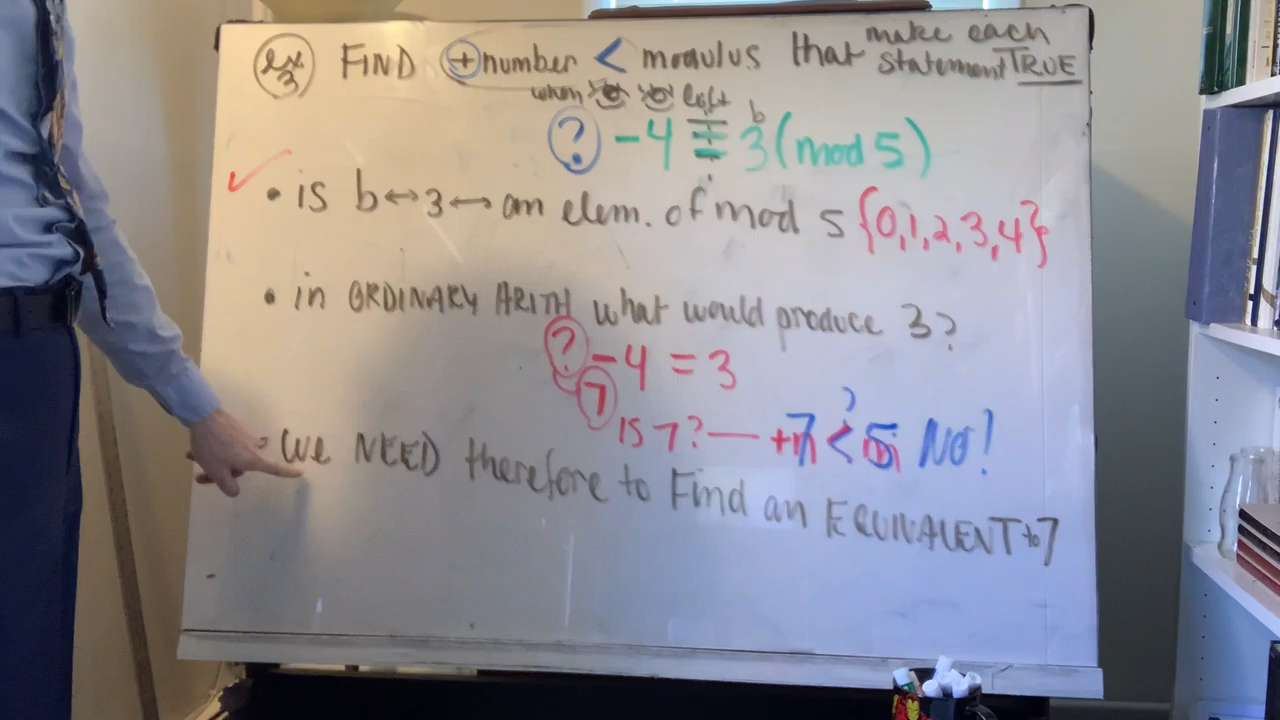 ex 3 FIND + number < modulus that make each statement TRUE
when left
? - 4 ≡ 3 (mod 5)
b
• is b ↔ 3 ↔ an elem. of mod 5 {0,1,2,3,4}
• in ORDINARY ARITH what would produce 3?
? - 4 = 3
7
is 7? — +7 < 5 No!
?
• We NEED therefore to Find an EQUIVALENT to 7